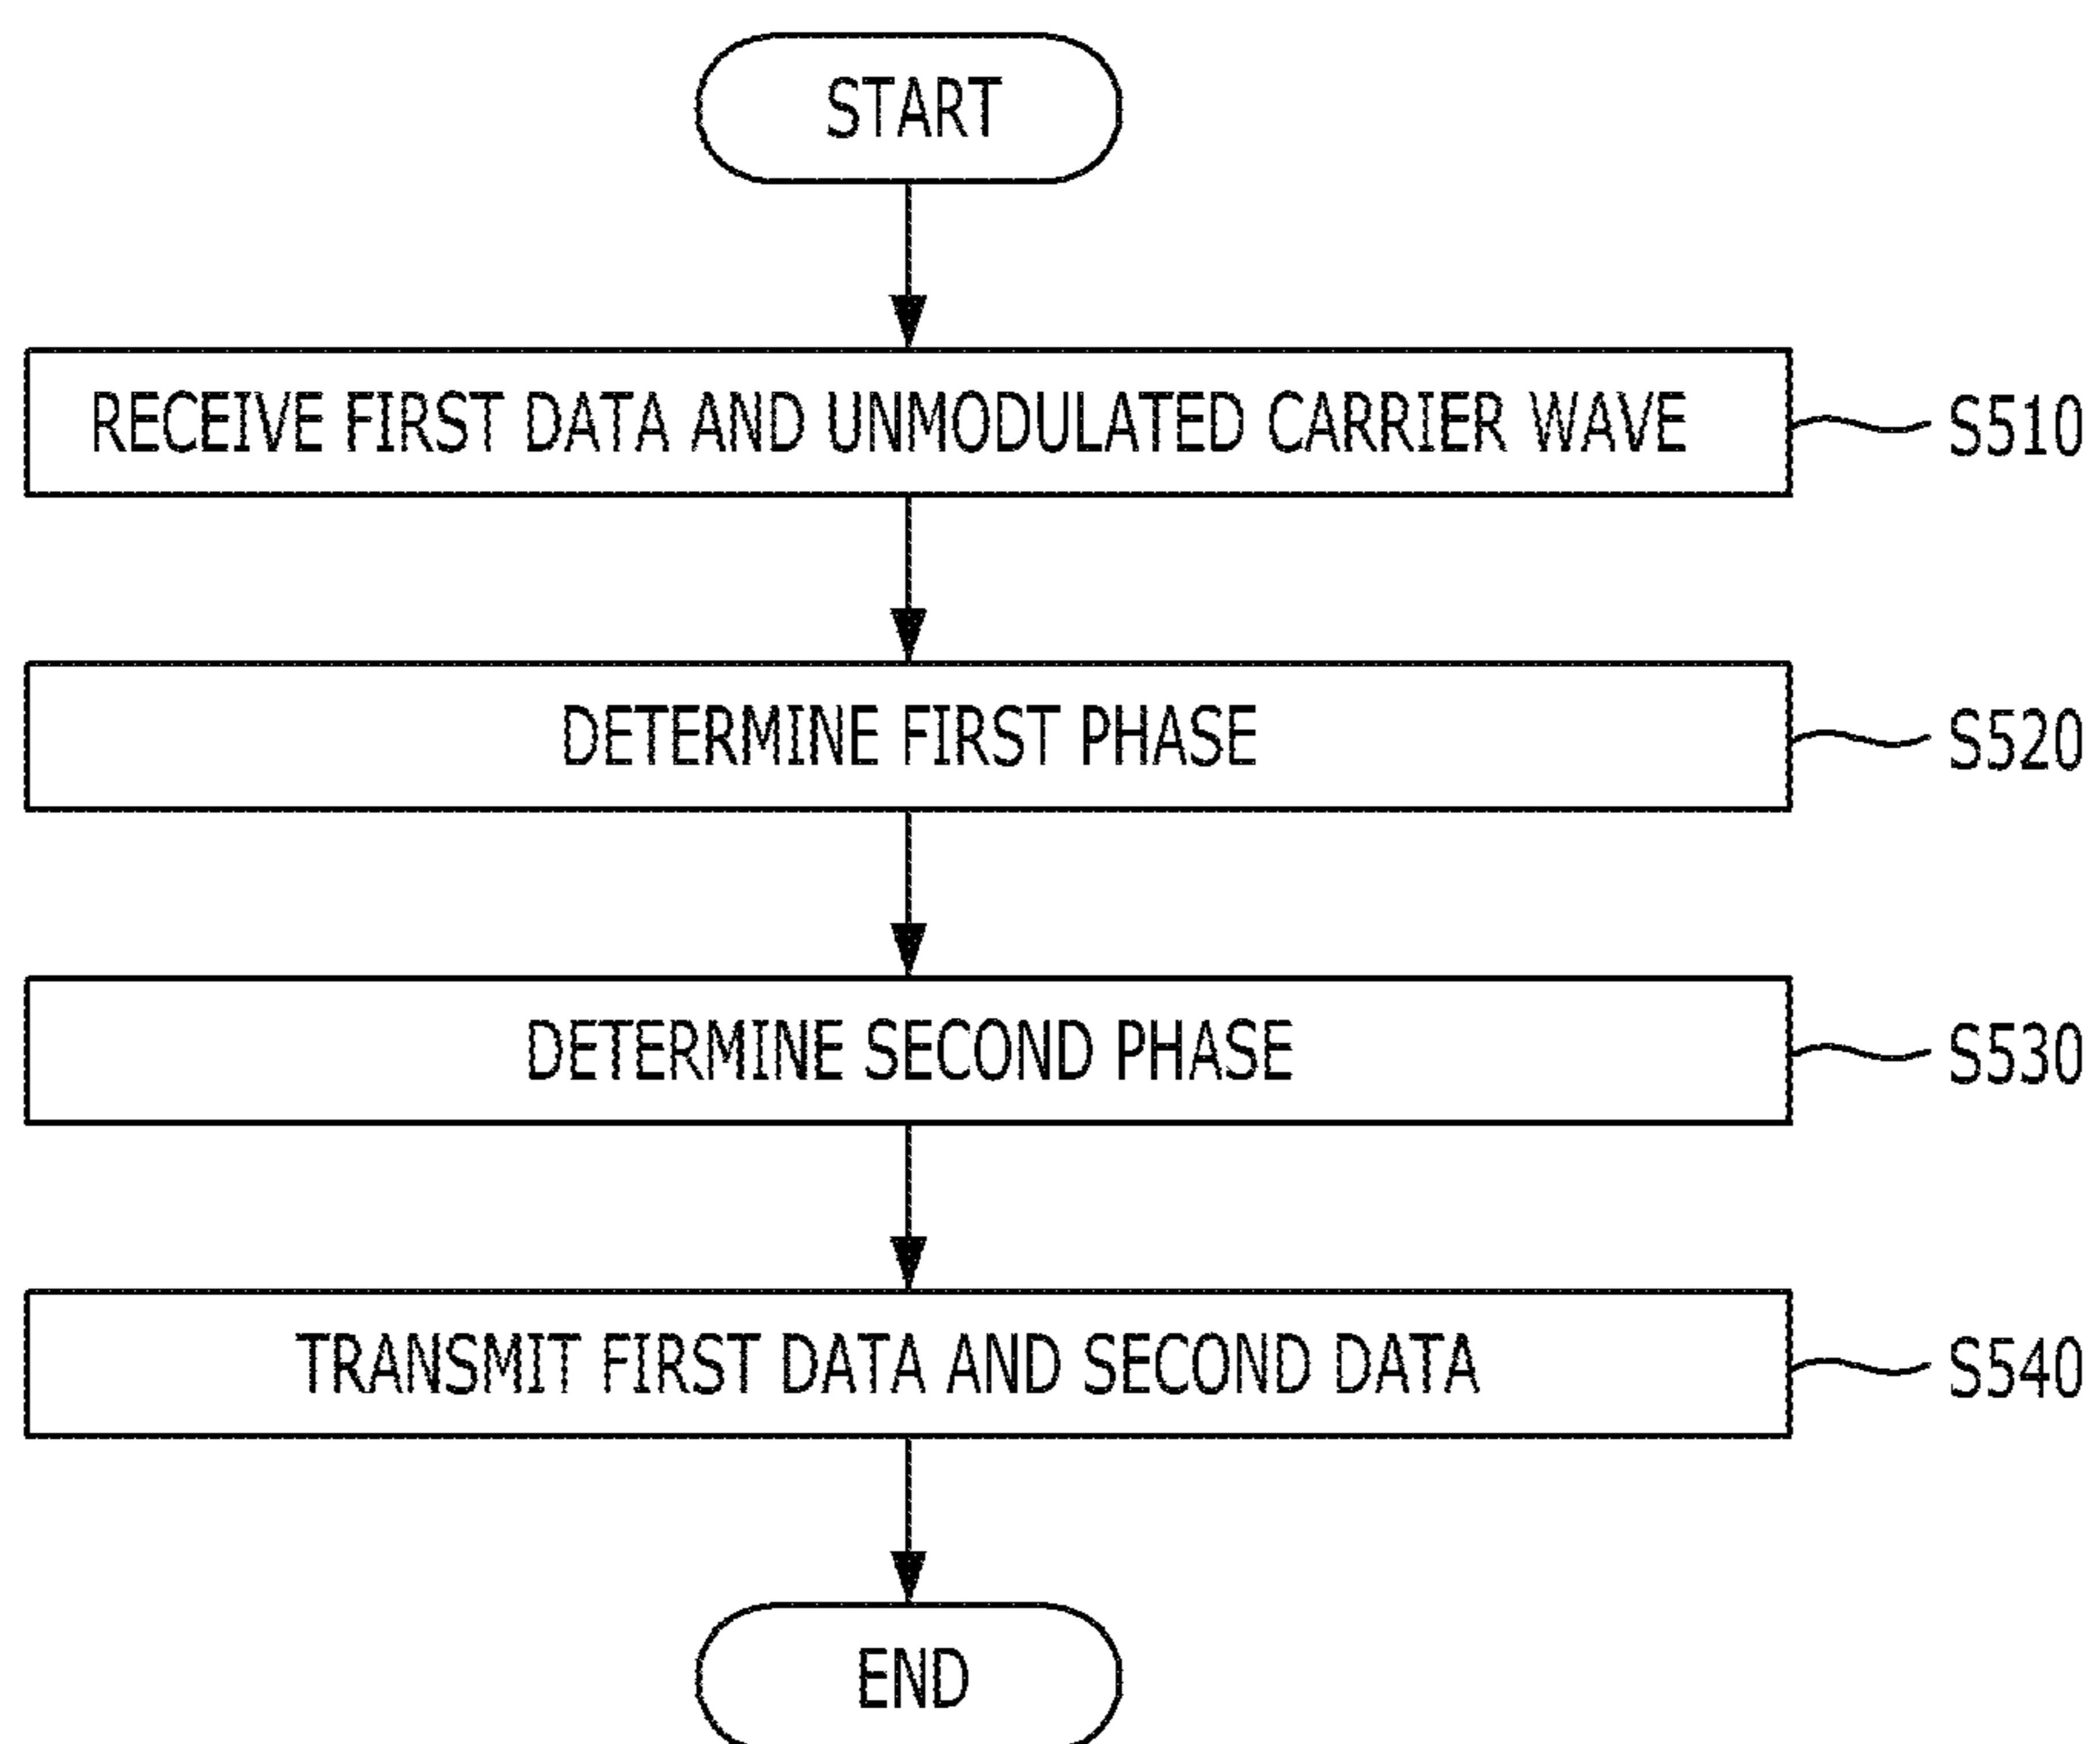 START
RECEIVE FIRST DATA AND UNMODULATED CARRIER WAVE
S510
DETERMINE FIRST PHASE
S520
DETERMINE SECOND PHASE
S530
TRANSMIT FIRST DATA AND SECOND DATA
S540
END